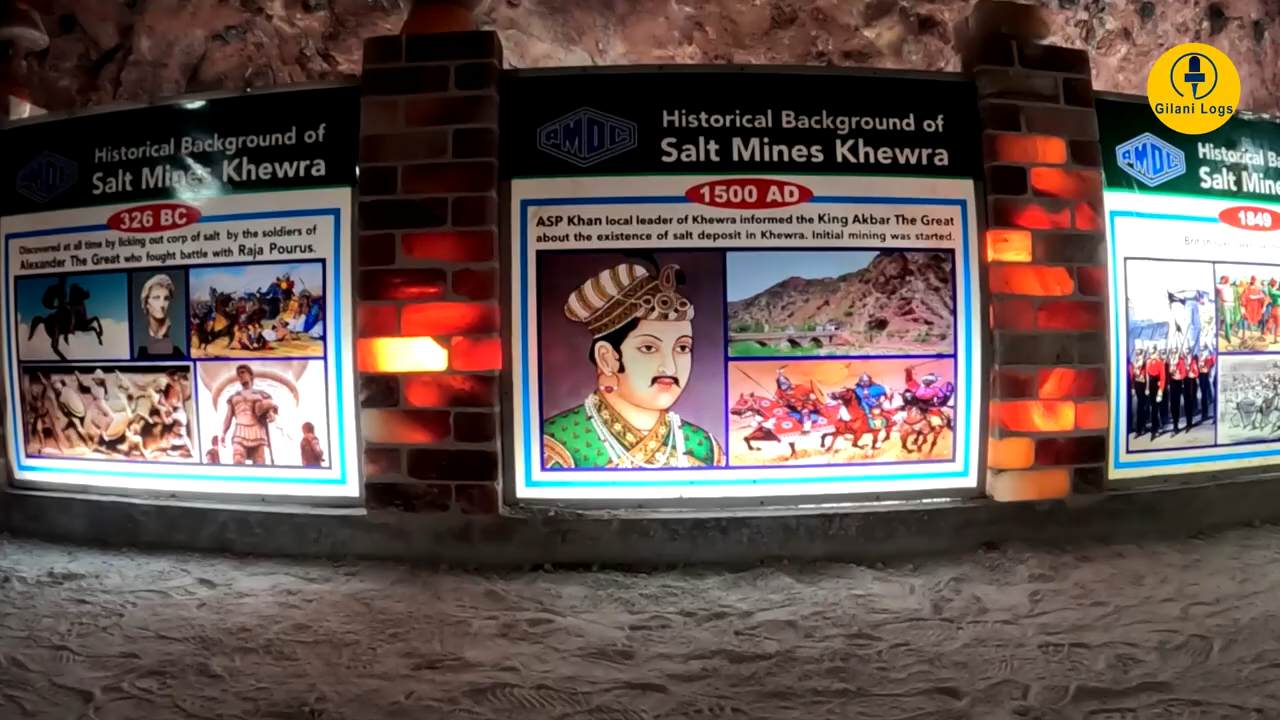 Gilani Logs
AMDC
Historical Background of
Salt Mines Khewra
326 BC
Discovered at all time by licking out corp of salt by the soldiers of
Alexander The Great who fought battle with Raja Pourus.
AMDC
Historical Background of
Salt Mines Khewra
1500 AD
ASP Khan local leader of Khewra informed the King Akbar The Great
about the existence of salt deposit in Khewra. Initial mining was started.
AMDC
Historical
Salt
1849